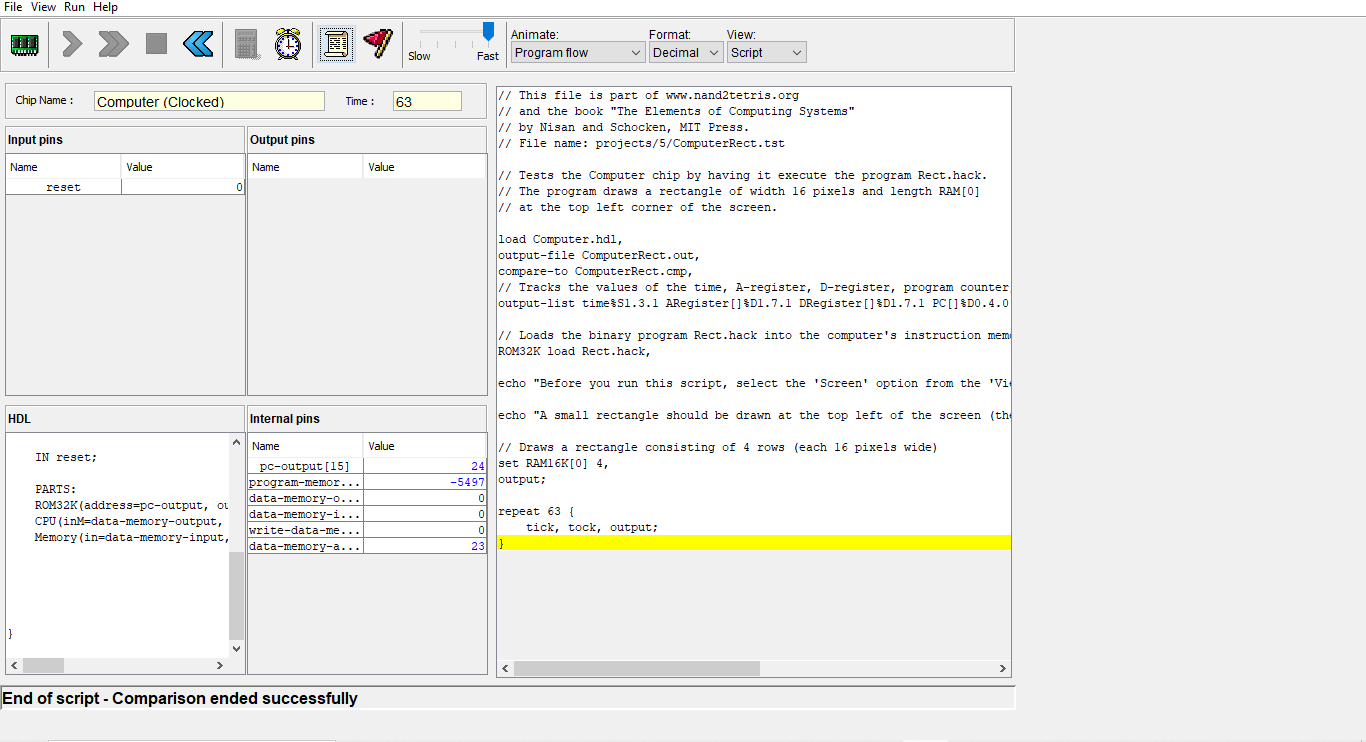 File View Run Help
Slow Fast
Animate: Format: View:
Program flow Decimal Script
Chip Name : Computer (Clocked) Time : 63
Input pins
Name Value
reset 0
Output pins
Name Value
HDL
IN reset;
PARTS:
ROM32K(address=pc-output, ou
CPU(inM=data-memory-output,
Memory(in=data-memory-input,
}
Internal pins
Name Value
pc-output[15] 24
program-memor... -5497
data-memory-o... 0
data-memory-i... 0
write-data-me... 0
data-memory-a... 23
// This file is part of www.nand2tetris.org
// and the book "The Elements of Computing Systems"
// by Nisan and Schocken, MIT Press.
// File name: projects/5/ComputerRect.tst
// Tests the Computer chip by having it execute the program Rect.hack.
// The program draws a rectangle of width 16 pixels and length RAM[0]
// at the top left corner of the screen.
load Computer.hdl,
output-file ComputerRect.out,
compare-to ComputerRect.cmp,
// Tracks the values of the time, A-register, D-register, program counter,
output-list time%S1.3.1 ARegister[]%D1.7.1 DRegister[]%D1.7.1 PC[]%D0.4.0
// Loads the binary program Rect.hack into the computer's instruction mem
ROM32K load Rect.hack,
echo "Before you run this script, select the 'Screen' option from the 'Vi
echo "A small rectangle should be drawn at the top left of the screen (th
// Draws a rectangle consisting of 4 rows (each 16 pixels wide)
set RAM16K[0] 4,
output;
repeat 63 {
tick, tock, output;
}
End of script - Comparison ended successfully